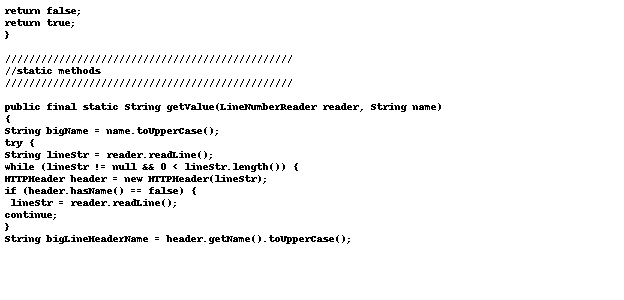 return false;
return true;
}
////////////////////////////////////////////////
//static methods
////////////////////////////////////////////////
public final static String getValue(LineNumberReader reader, String name)
{
String bigName = name.toUpperCase();
try {
String lineStr = reader.readLine();
while (lineStr != null && 0 < lineStr.length()) {
HTTPHeader header = new HTTPHeader(lineStr);
if (header.hasName() == false) {
 lineStr = reader.readLine();
continue;
}
String bigLineHeaderName = header.getName().toUpperCase();